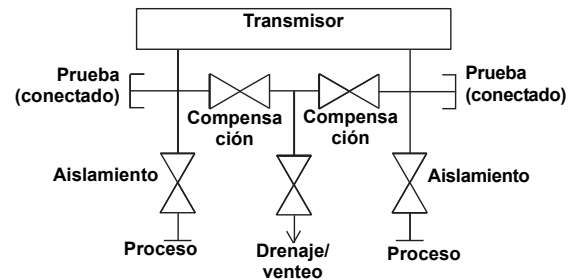 Transmisor
Prueba
(conectado)
Prueba
(conectado)
Compensa
ción
Compensa
ción
Aislamiento
Aislamiento
Proceso
Drenaje/
venteo
Proceso